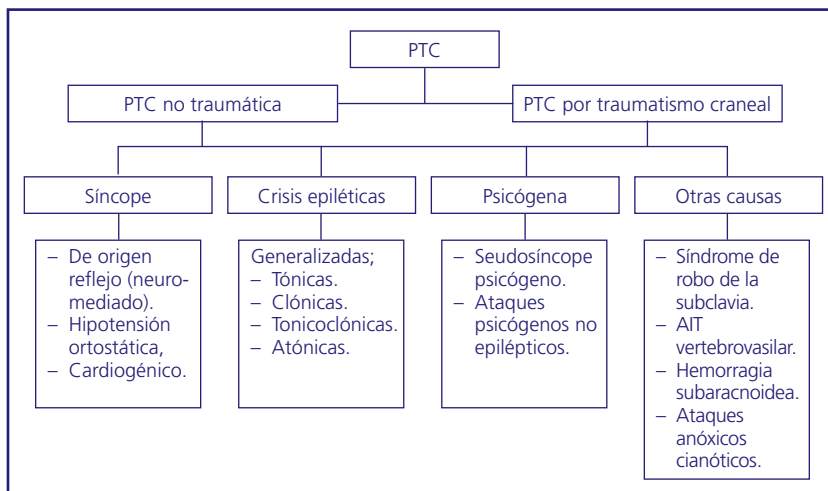 PTC
PTC no traumática
PTC por traumatismo craneal
Síncope
Crisis epiléticas
Psicógena
Otras causas
– De origen
reflejo (neuro-
mediado).
– Hipotensión
ortostática,
– Cardiogénico.
Generalizadas;
– Tónicas.
– Clónicas.
– Tonicoclónicas.
– Atónicas.
– Seudosíncope
psicógeno.
– Ataques
psicógenos no
epilépticos.
– Síndrome de
robo de la
subclavia.
– AIT
vertebrovasilar.
– Hemorragia
subaracnoidea.
– Ataques
anóxicos
cianóticos.